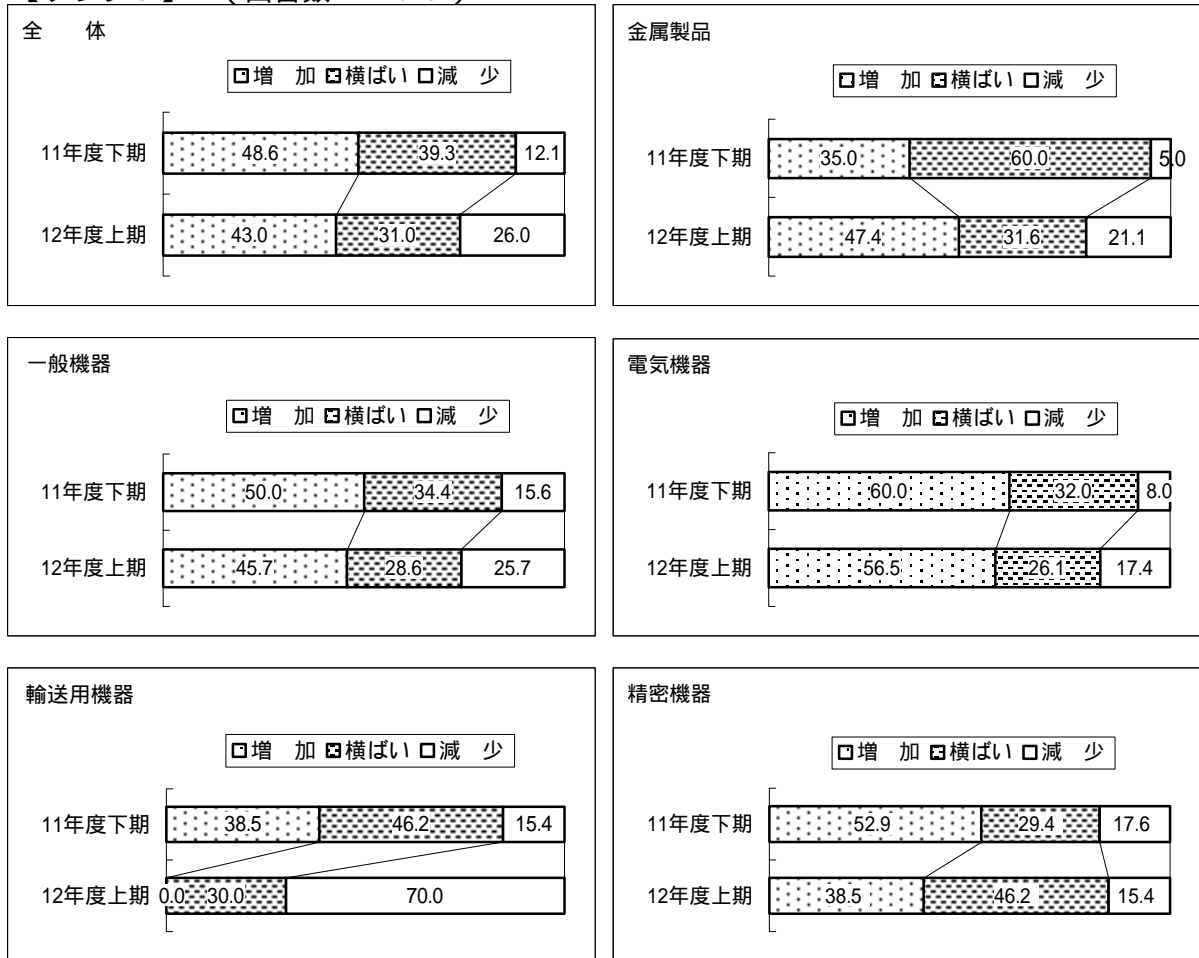 全　体
□増　加 □横ばい □減　少
11年度下期 48.6 39.3 12.1
12年度上期 43.0 31.0 26.0
金属製品
□増　加 □横ばい □減　少
11年度下期 35.0 60.0 5.0
12年度上期 47.4 31.6 21.1
一般機器
□増　加 □横ばい □減　少
11年度下期 50.0 34.4 15.6
12年度上期 45.7 28.6 25.7
電気機器
□増　加 □横ばい □減　少
11年度下期 60.0 32.0 8.0
12年度上期 56.5 26.1 17.4
輸送用機器
□増　加 □横ばい □減　少
11年度下期 38.5 46.2 15.4
12年度上期 0.0 30.0 70.0
精密機器
□増　加 □横ばい □減　少
11年度下期 52.9 29.4 17.6
12年度上期 38.5 46.2 15.4